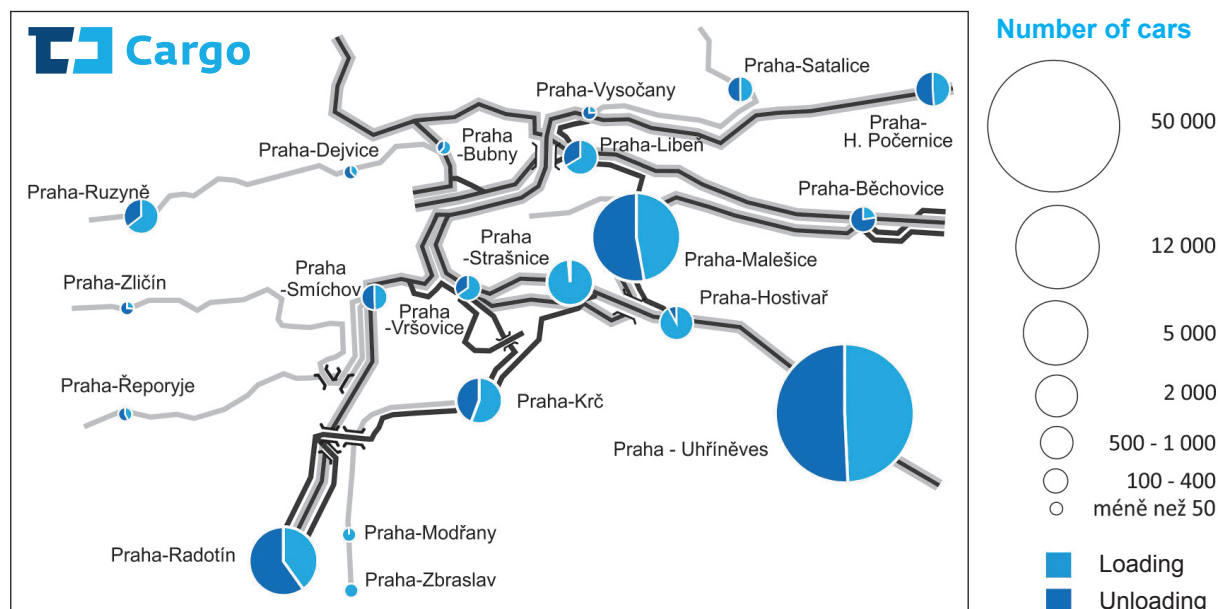 Cargo
Number of cars
Praha-Satalice
Praha-Vysočany
Praha-
H. Počernice
Praha
-Bubny
Praha-Libeň
Praha-Dejvice
Praha-Ruzyně
Praha-Běchovice
Praha
-Strašnice
Praha-Malešice
Praha-Zličín
Praha
-Smíchov
Praha-Hostivař
Praha
-Vršovice
Praha-Řeporyje
Praha-Krč
Praha - Uhříněves
Praha-Modřany
Praha-Radotín
Praha-Zbraslav
50 000
12 000
5 000
2 000
500 - 1 000
100 - 400
méně než 50
Loading
Unloading